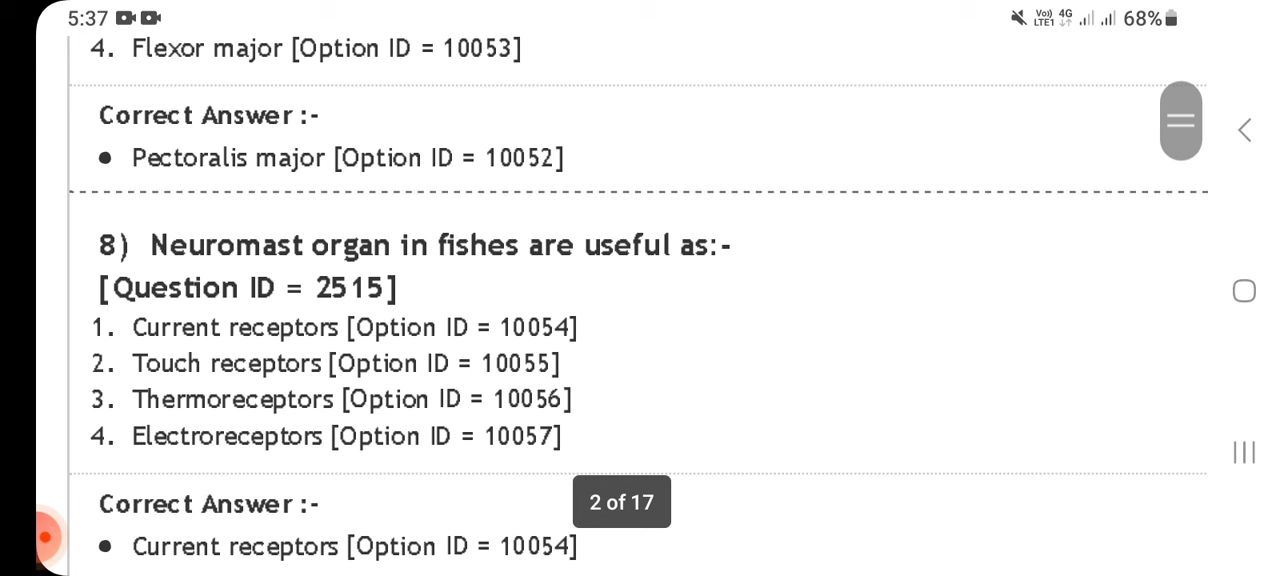 5:37
Vo) 4G
LTE1
68%
4. Flexor major [Option ID = 10053]
Correct Answer :-
● Pectoralis major [Option ID = 10052]
8) Neuromast organ in fishes are useful as:-
[Question ID = 2515]
1. Current receptors [Option ID = 10054]
2. Touch receptors [Option ID = 10055]
3. Thermoreceptors [Option ID = 10056]
4. Electroreceptors [Option ID = 10057]
Correct Answer :-
2 of 17
● Current receptors [Option ID = 10054]